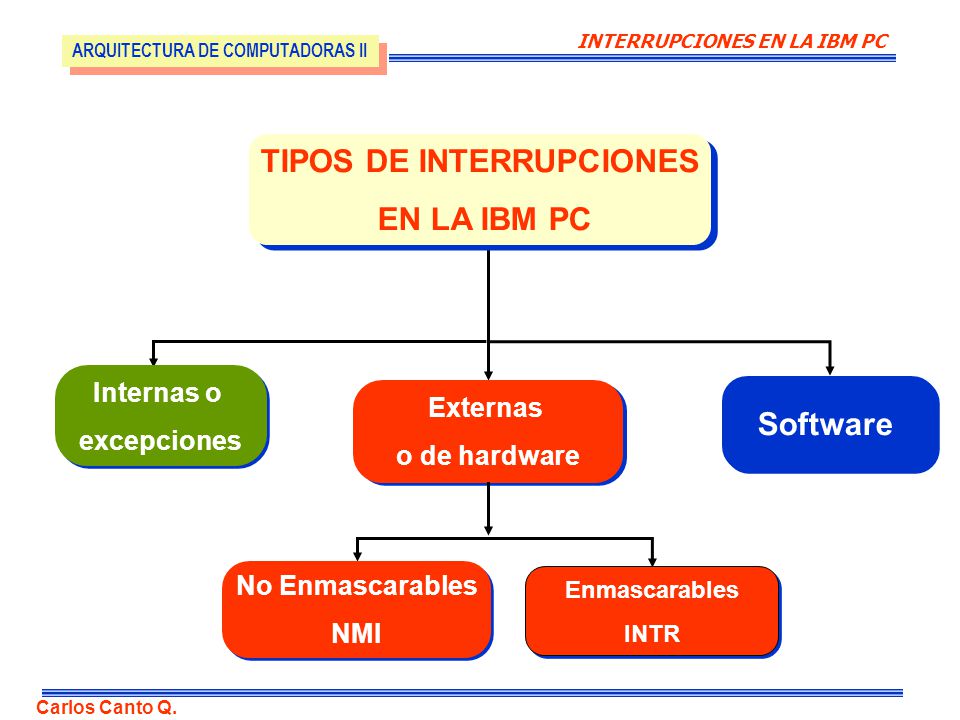 ARQUITECTURA DE COMPUTADORAS II
INTERRUPCIONES EN LA IBM PC
TIPOS DE INTERRUPCIONES
EN LA IBM PC
Internas o
excepciones
Externas
o de hardware
Software
No Enmascarables
NMI
Enmascarables
INTR
Carlos Canto Q.